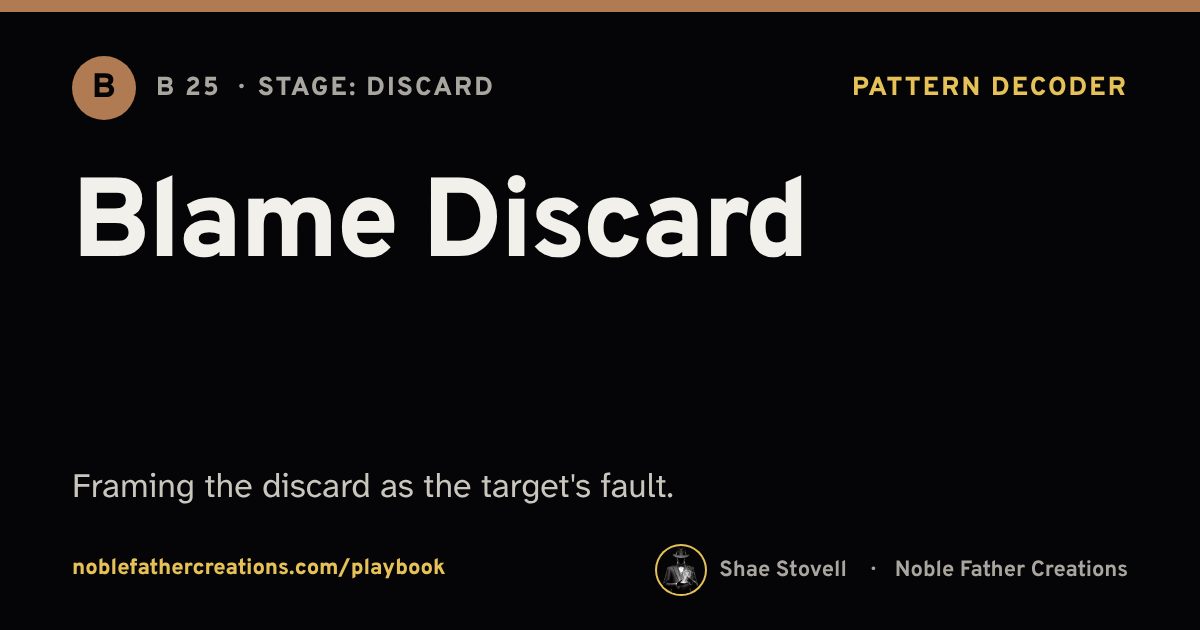 B
B 25 · STAGE: DISCARD
PATTERN DECODER
Blame Discard
Framing the discard as the target's fault.
noblefathercreations.com/playbook
Shae Stovell · Noble Father Creations